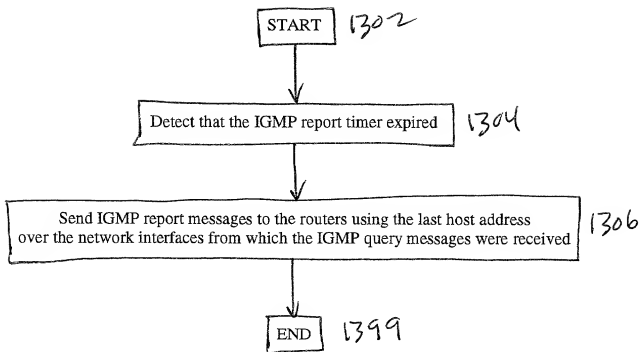 START 1302
Detect that the IGMP report timer expired 1304
Send IGMP report messages to the routers using the last host address
over the network interfaces from which the IGMP query messages were received 1306
END 1399